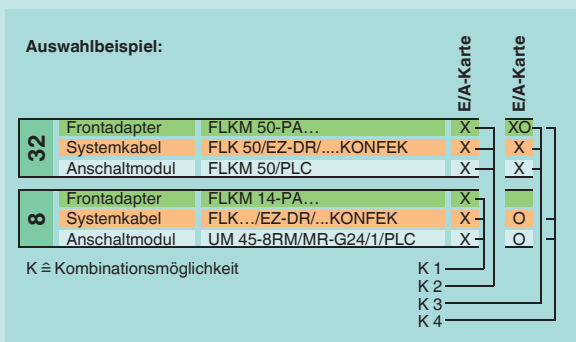 Auswahlbeispiel:
E/A-Karte
E/A-Karte
32
Frontadapter FLKM 50-PA… X XO
Systemkabel FLK 50/EZ-DR/....KONFEK X X
Anschaltmodul FLKM 50/PLC X X
8
Frontadapter FLKM 14-PA… X
Systemkabel FLK…/EZ-DR/...KONFEK X O
Anschaltmodul UM 45-8RM/MR-G24/1/PLC X O
K ≙ Kombinationsmöglichkeit
K 1
K 2
K 3
K 4